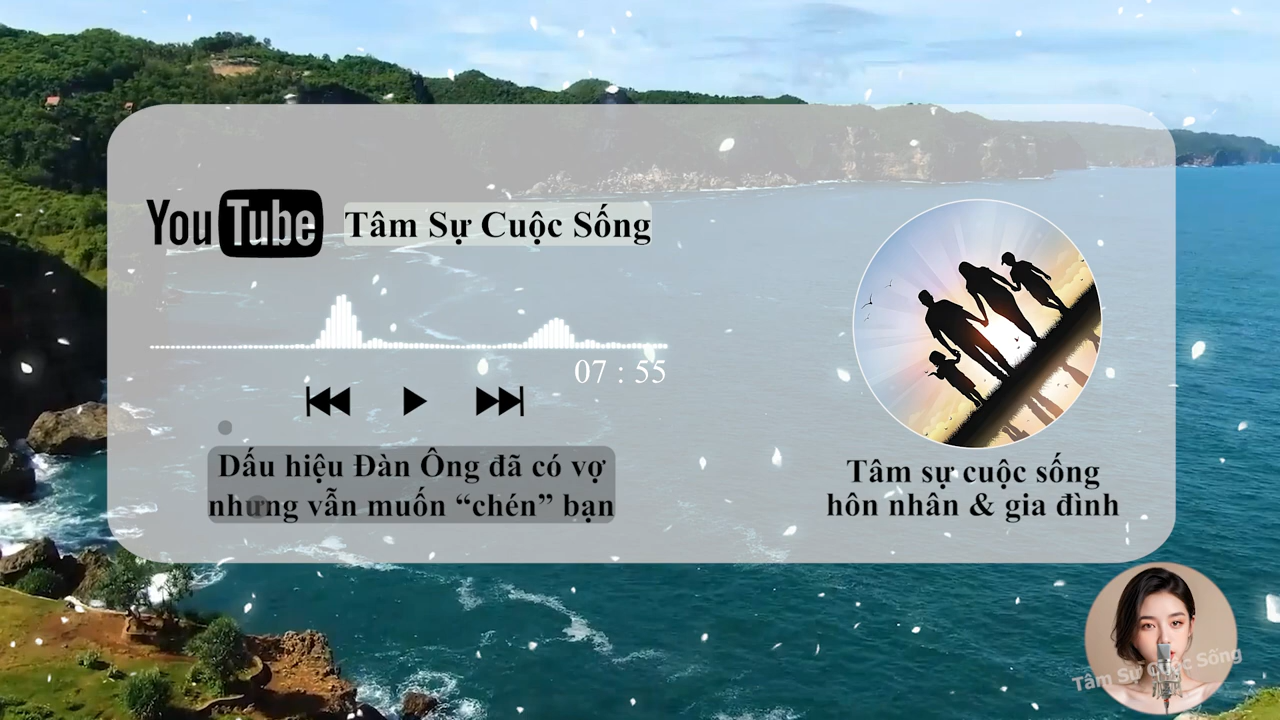 YouTube
Tâm Sự Cuộc Sống
07 : 55
Dấu hiệu Đàn Ông đã có vợ
nhưng vẫn muốn “chén” bạn
Tâm sự cuộc sống
hôn nhân & gia đình
Tâm Sự Cuộc Sống